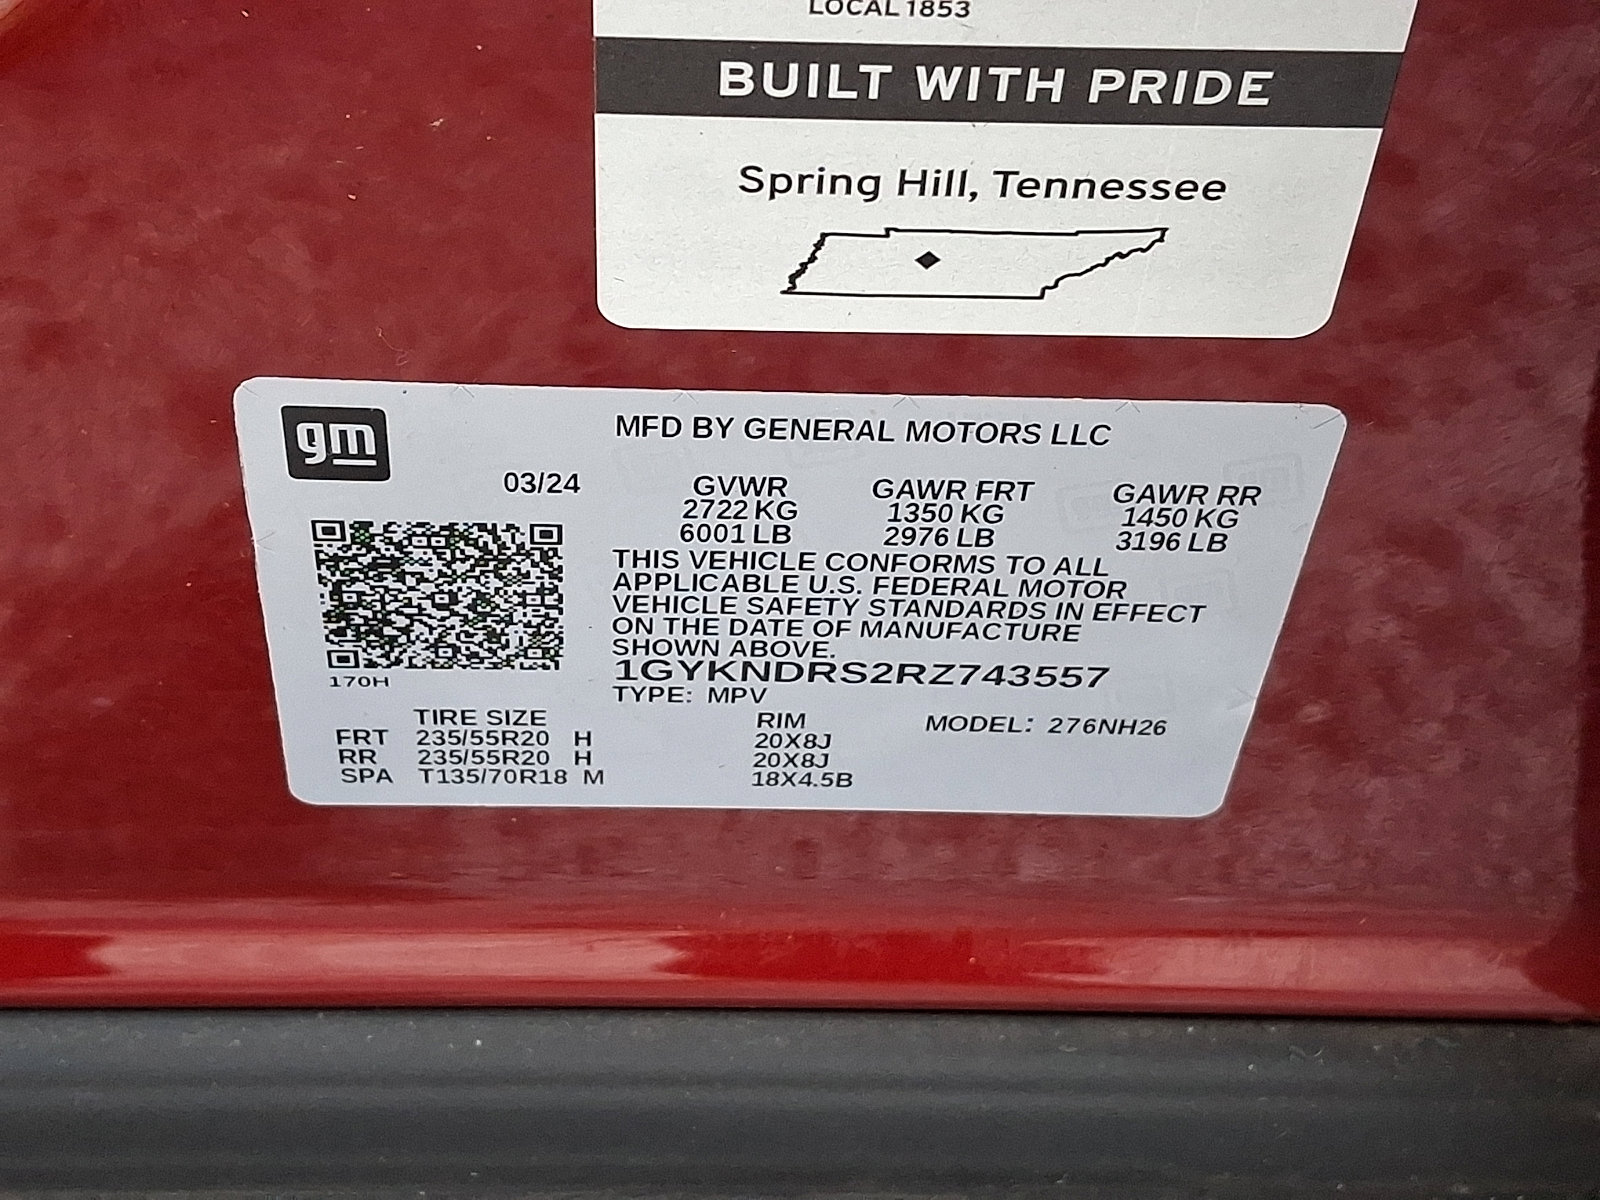 LOCAL 1853
BUILT WITH PRIDE
Spring Hill, Tennessee
gm
MFD BY GENERAL MOTORS LLC
03/24 GVWR GAWR FRT GAWR RR
2722 KG 1350 KG 1450 KG
6001 LB 2976 LB 3196 LB
THIS VEHICLE CONFORMS TO ALL
APPLICABLE U.S. FEDERAL MOTOR
VEHICLE SAFETY STANDARDS IN EFFECT
ON THE DATE OF MANUFACTURE
SHOWN ABOVE.
1GYKNDRS2RZ743557
170H
TYPE: MPV
TIRE SIZE RIM MODEL: 276NH26
FRT 235/55R20 H 20X8J
RR 235/55R20 H 20X8J
SPA T135/70R18 M 18X4.5B